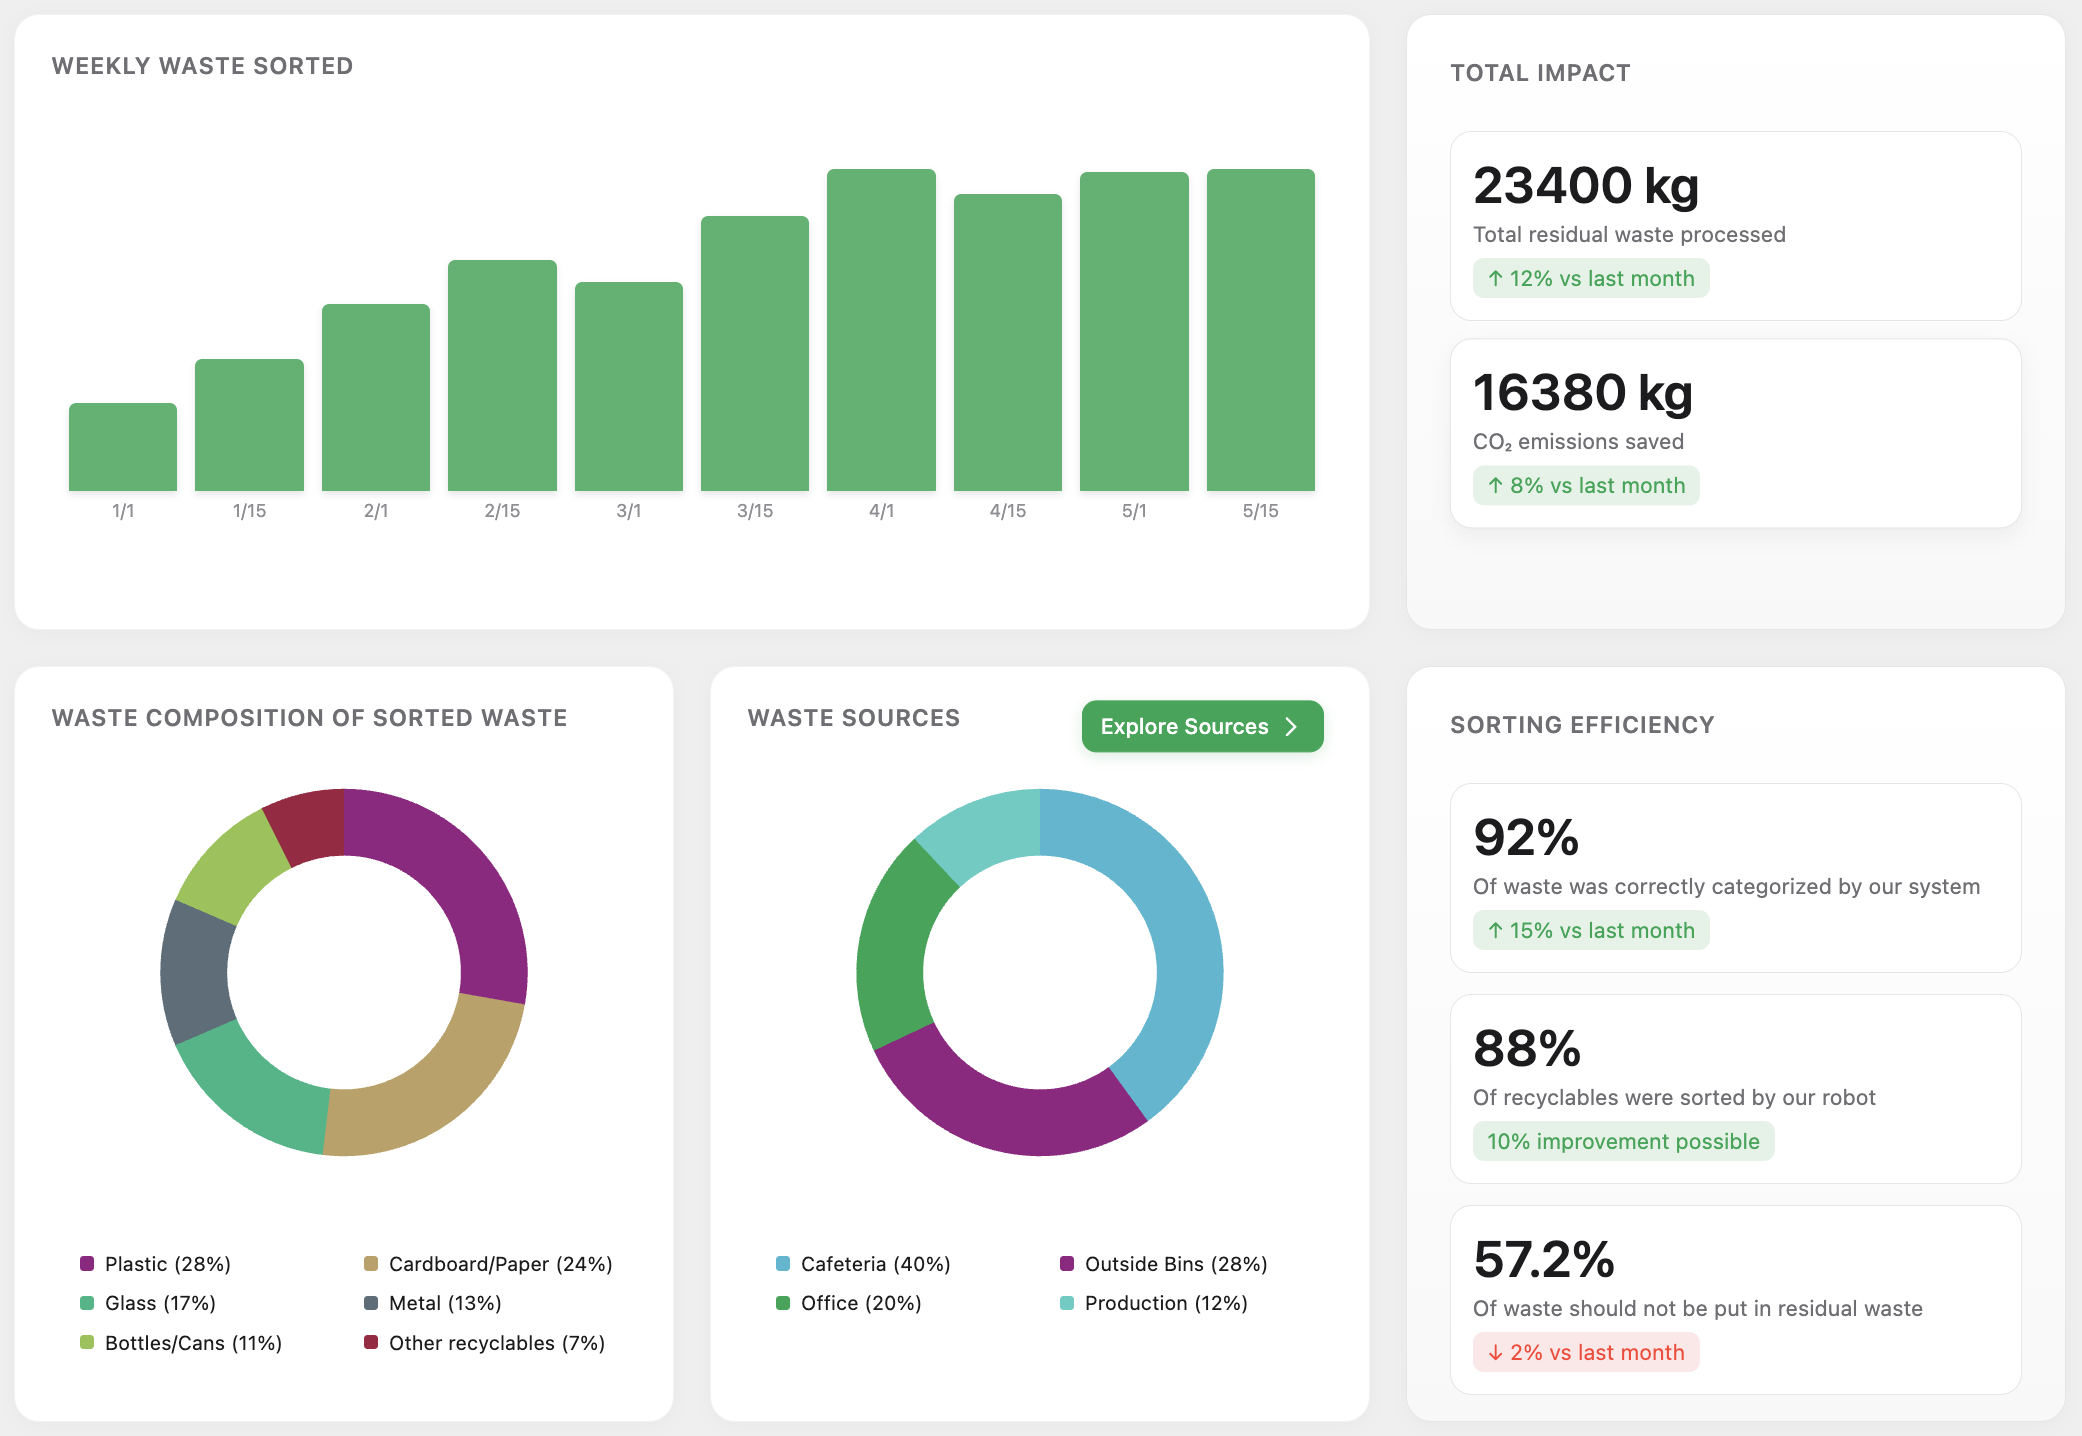 WEEKLY WASTE SORTED
1/1
1/15
2/1
2/15
3/1
3/15
4/1
4/15
5/1
5/15
TOTAL IMPACT
23400 kg
Total residual waste processed
↑ 12% vs last month
16380 kg
CO₂ emissions saved
↑ 8% vs last month
WASTE COMPOSITION OF SORTED WASTE
Plastic (28%)
Cardboard/Paper (24%)
Glass (17%)
Metal (13%)
Bottles/Cans (11%)
Other recyclables (7%)
WASTE SOURCES
Explore Sources
Cafeteria (40%)
Outside Bins (28%)
Office (20%)
Production (12%)
SORTING EFFICIENCY
92%
Of waste was correctly categorized by our system
↑ 15% vs last month
88%
Of recyclables were sorted by our robot
10% improvement possible
57.2%
Of waste should not be put in residual waste
↓ 2% vs last month